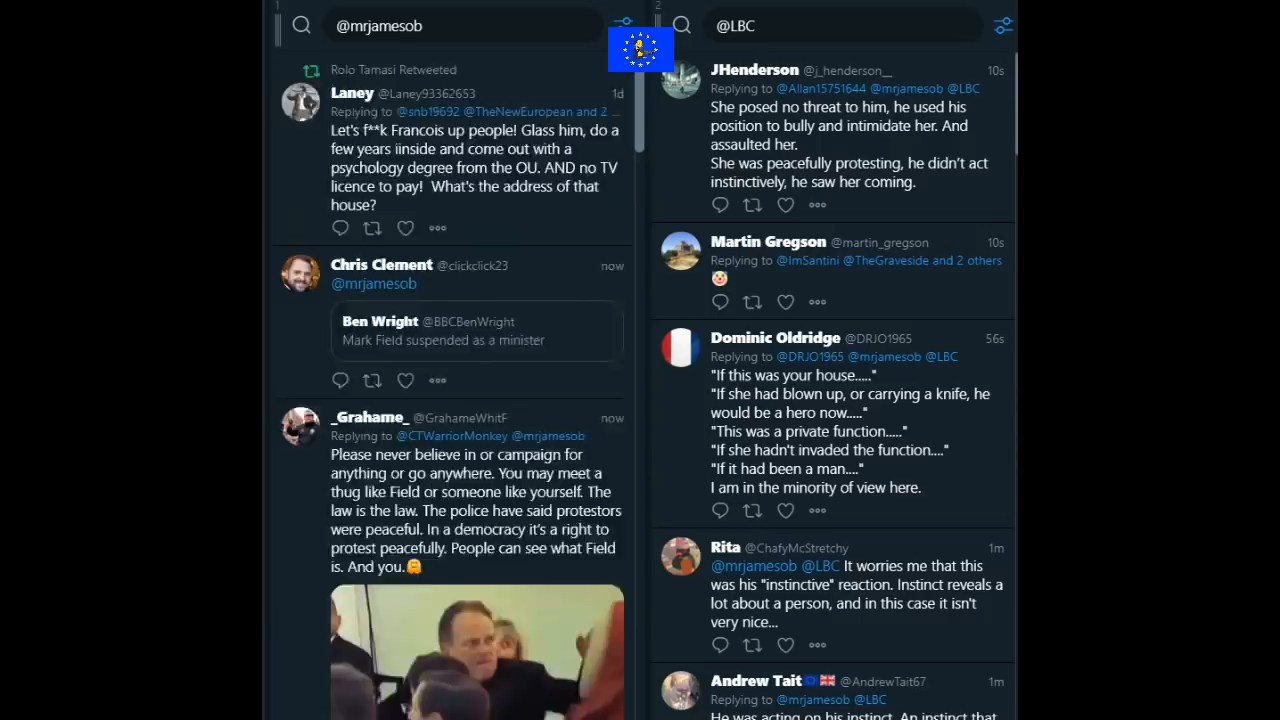 1
@mrjamesob
Rolo Tamasi Retweeted
Laney @Laney93362653 1d
Replying to @snb19692 @TheNewEuropean and 2 ...
Let's f**k Francois up people! Glass him, do a
few years iinside and come out with a
psychology degree from the OU. AND no TV
licence to pay! What's the address of that
house?
Chris Clement @clickclick23 now
@mrjamesob
Ben Wright @BBCBenWright
Mark Field suspended as a minister
_Grahame_ @GrahameWhitF now
Replying to @CTWarriorMonkey @mrjamesob
Please never believe in or campaign for
anything or go anywhere. You may meet a
thug like Field or someone like yourself. The
law is the law. The police have said protestors
were peaceful. In a democracy it's a right to
protest peacefully. People can see what Field
is. And you.🤗
2
@LBC
JHenderson @j_henderson__ 10s
Replying to @Allan15751644 @mrjamesob @LBC
She posed no threat to him, he used his
position to bully and intimidate her. And
assaulted her.
She was peacefully protesting, he didn't act
instinctively, he saw her coming.
Martin Gregson @martin_gregson 10s
Replying to @ImSantini @TheGraveside and 2 others
🤡
Dominic Oldridge @DRJO1965 56s
Replying to @DRJO1965 @mrjamesob @LBC
"If this was your house....."
"If she had blown up, or carrying a knife, he
would be a hero now....."
"This was a private function....."
"If she hadn't invaded the function...."
"If it had been a man...."
I am in the minority of view here.
Rita @ChafyMcStretchy 1m
@mrjamesob @LBC It worries me that this
was his "instinctive" reaction. Instinct reveals a
lot about a person, and in this case it isn't
very nice...
Andrew Tait🇪🇺🇬🇧 @AndrewTait67 1m
Replying to @mrjamesob @LBC
He was acting on his instinct. An instinct that